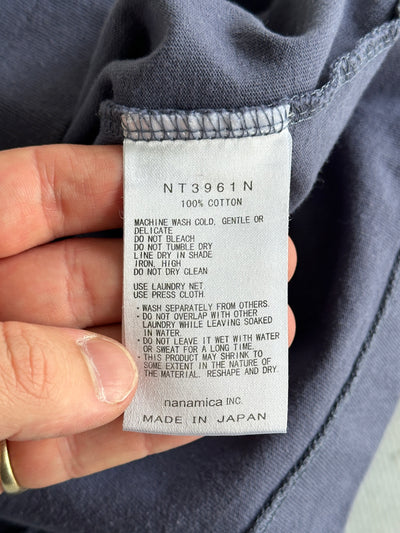 NT3961N
100% COTTON
MACHINE WASH COLD, GENTLE OR
DELICATE
DO NOT BLEACH
DO NOT TUMBLE DRY
LINE DRY IN SHADE
IRON, HIGH
DO NOT DRY CLEAN
USE LAUNDRY NET
USE PRESS CLOTH
・WASH SEPARATELY FROM OTHERS.
・DO NOT OVERLAP WITH OTHER
LAUNDRY WHILE LEAVING SOAKED
IN WATER.
・DO NOT LEAVE IT WET WITH WATER
FOR A LONG TIME.
・THIS PRODUCT MAY SHRINK TO
SOME EXTENT IN THE NATURE OF
THE MATERIAL. RESHAPE AND DRY.
nanamica INC.
MADE IN JAPAN